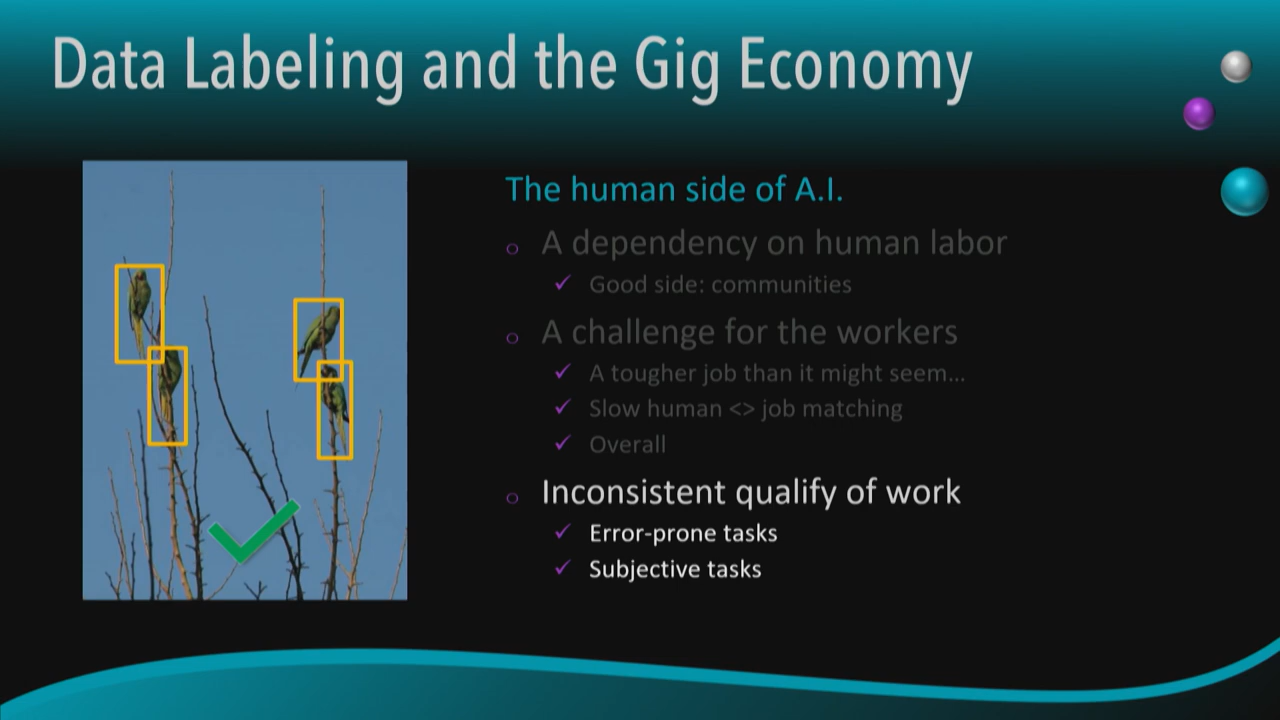 Data Labeling and the Gig Economy
The human side of A.I.
A dependency on human labor
Good side: communities
A challenge for the workers
A tougher job than it might seem…
Slow human <> job matching
Overall
Inconsistent qualify of work
Error-prone tasks
Subjective tasks